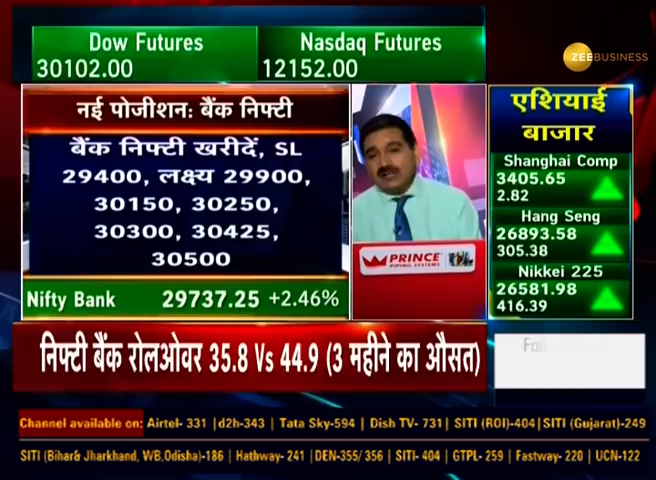 Dow Futures
30102.00
Nasdaq Futures
12152.00
ZEEBUSINESS
नई पोजीशन: बैंक निफ्टी
बैंक निफ्टी खरीदें, SL
29400, लक्ष्य 29900,
30150, 30250,
30300, 30425,
30500
Nifty Bank 29737.25 +2.46%
PRINCE
PIPING SYSTEMS
एशियाई
बाजार
Shanghai Comp
3405.65
2.82
Hang Seng
26893.58
305.38
Nikkei 225
26581.98
416.39
निफ्टी बैंक रोलओवर 35.8 Vs 44.9 (3 महीने का औसत)
Channel available on: Airtel- 331 |d2h-343 | Tata Sky-594 | Dish TV- 731| SITI (ROI)-404|SITI (Gujarat)-249
SITI (Bihar& Jharkhand, WB,Odisha)-186 | Hathway- 241 |DEN-355/ 356 | SITI- 404 | GTPL- 259 | Fastway- 220 | UCN-122